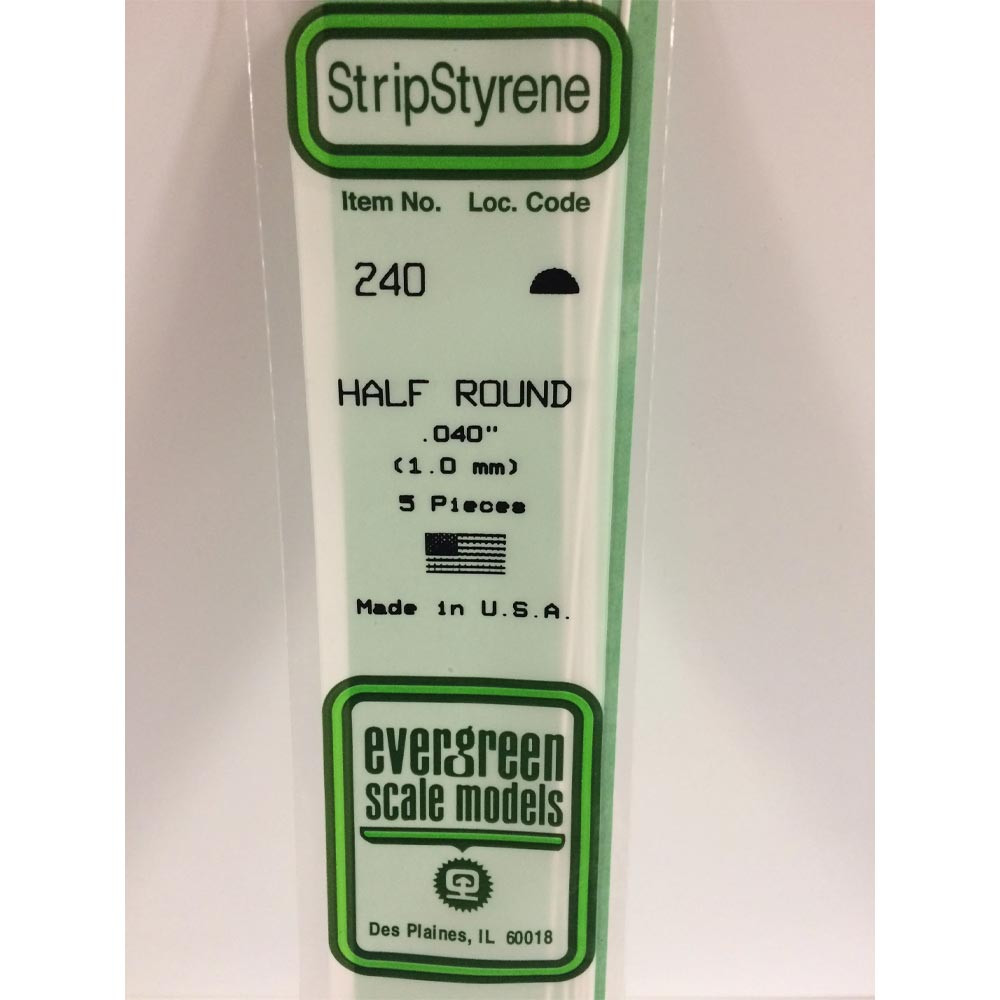 StripStyrene
Item No. Loc. Code
240
HALF ROUND
.040"
(1.0 mm)
5 Pieces
Made in U.S.A.
evergreen
scale models
Des Plaines, IL 60018